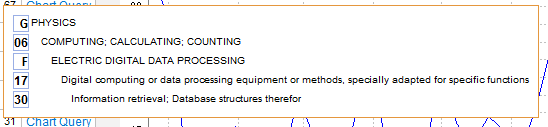 67 Chart Query
G PHYSICS
06 COMPUTING; CALCULATING; COUNTING
F ELECTRIC DIGITAL DATA PROCESSING
17 Digital computing or data processing equipment or methods, specially adapted for specific functions
30 Information retrieval; Database structures therefor
31 Chart Query